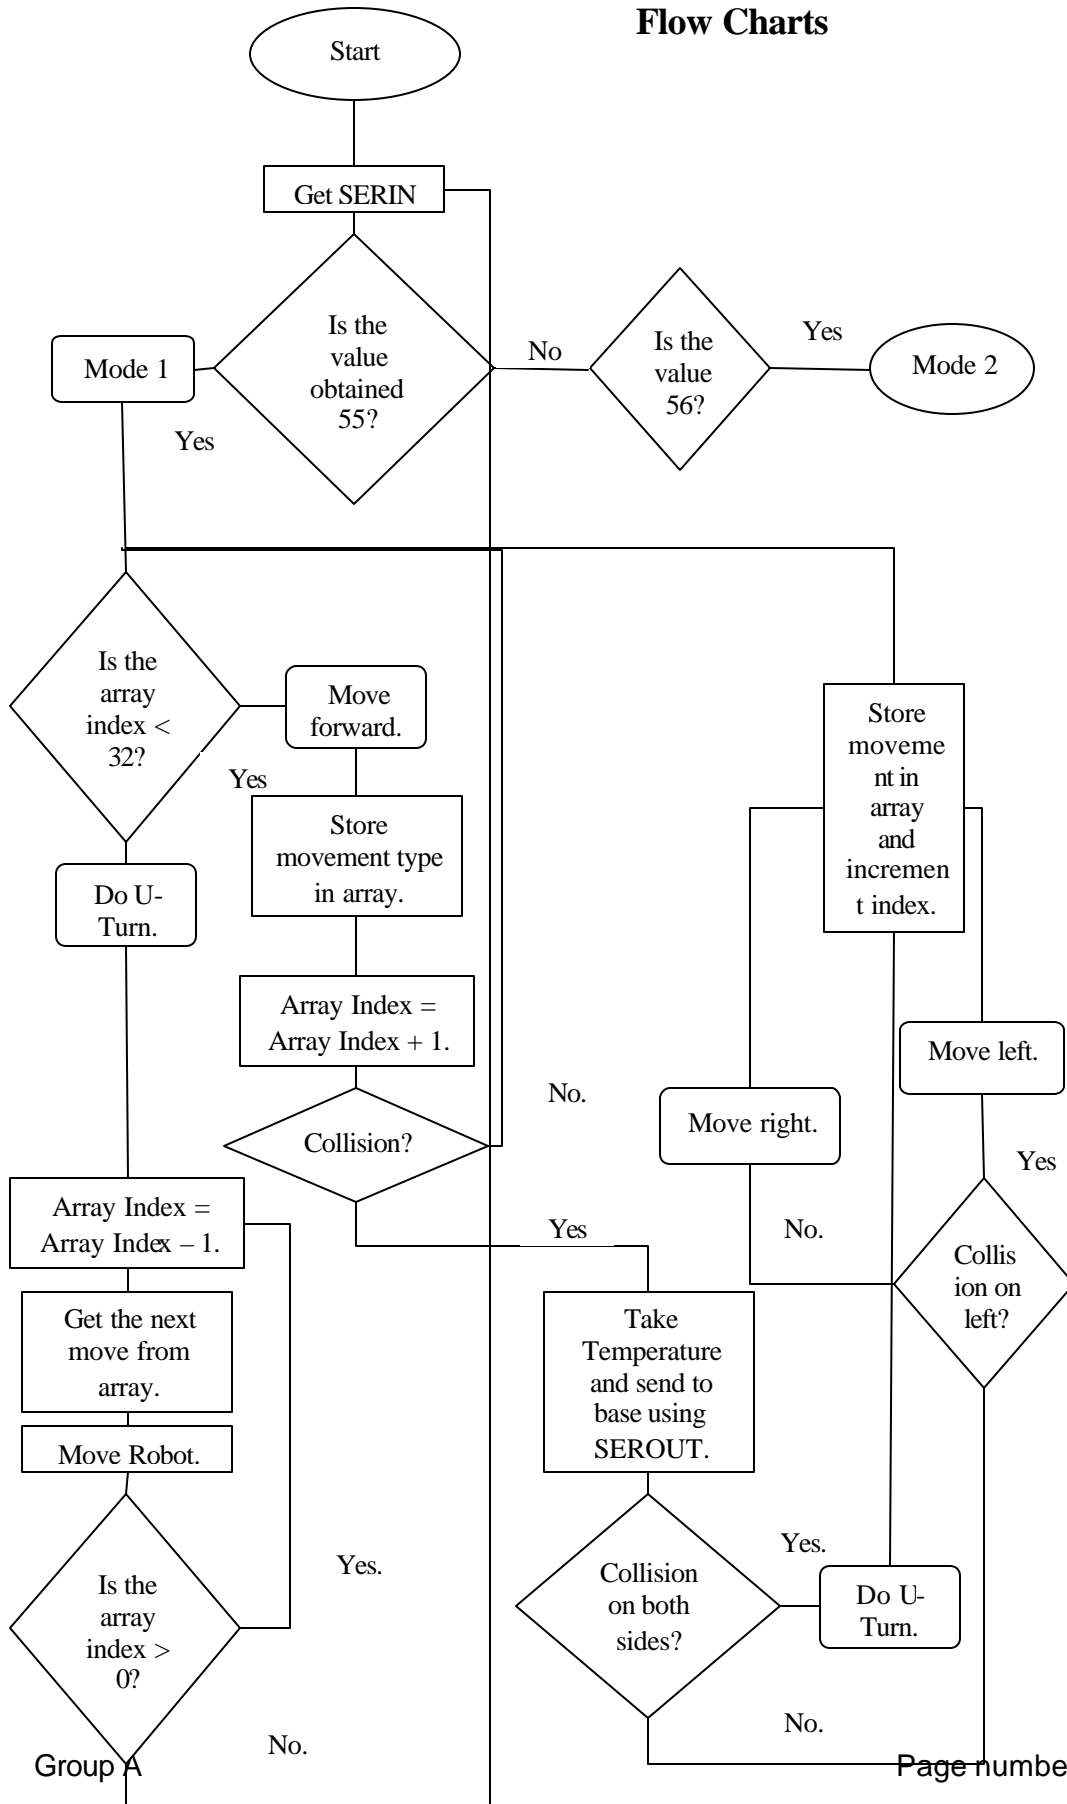 Flow Charts
Start
Get SERIN
Is the
value
obtained
55?
No
Is the
value
56?
Yes
Mode 2
Mode 1
Yes
Is the
array
index <
32?
Move
forward.
Yes
Store
movement type
in array.
Do U-
Turn.
Array Index =
Array Index + 1.
Collision?
No.
Store
moveme
nt in
array
and
incremen
t index.
Move left.
Move right.
Yes
No.
Collis
ion on
left?
Array Index =
Array Index – 1.
Yes
Get the next
move from
array.
Take
Temperature
and send to
base using
SEROUT.
Move Robot.
Is the
array
index >
0?
Yes.
Collision
on both
sides?
Yes.
Do U-
Turn.
No.
No.
Group A
Page numbe